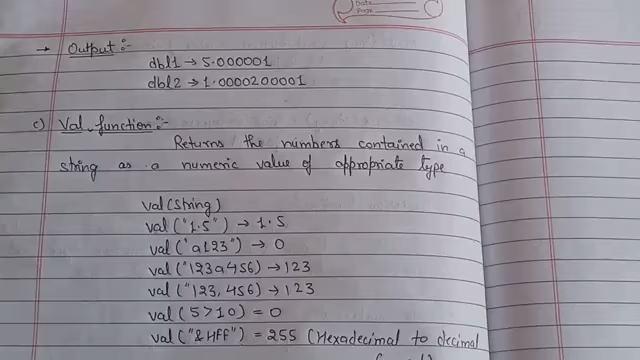 Date
Page
→ Output :-
dbl1 → 5.000001
dbl2 → 1.0000200001
c) Val function :-
Returns the numbers contained in a
string as a numeric value of appropriate type
val(String)
val("1.5") → 1.5
val("a123") → 0
val("123a456) → 123
val("123,456) → 123
val(5>10) = 0
val("&HFF") = 255 (Hexadecimal to decimal